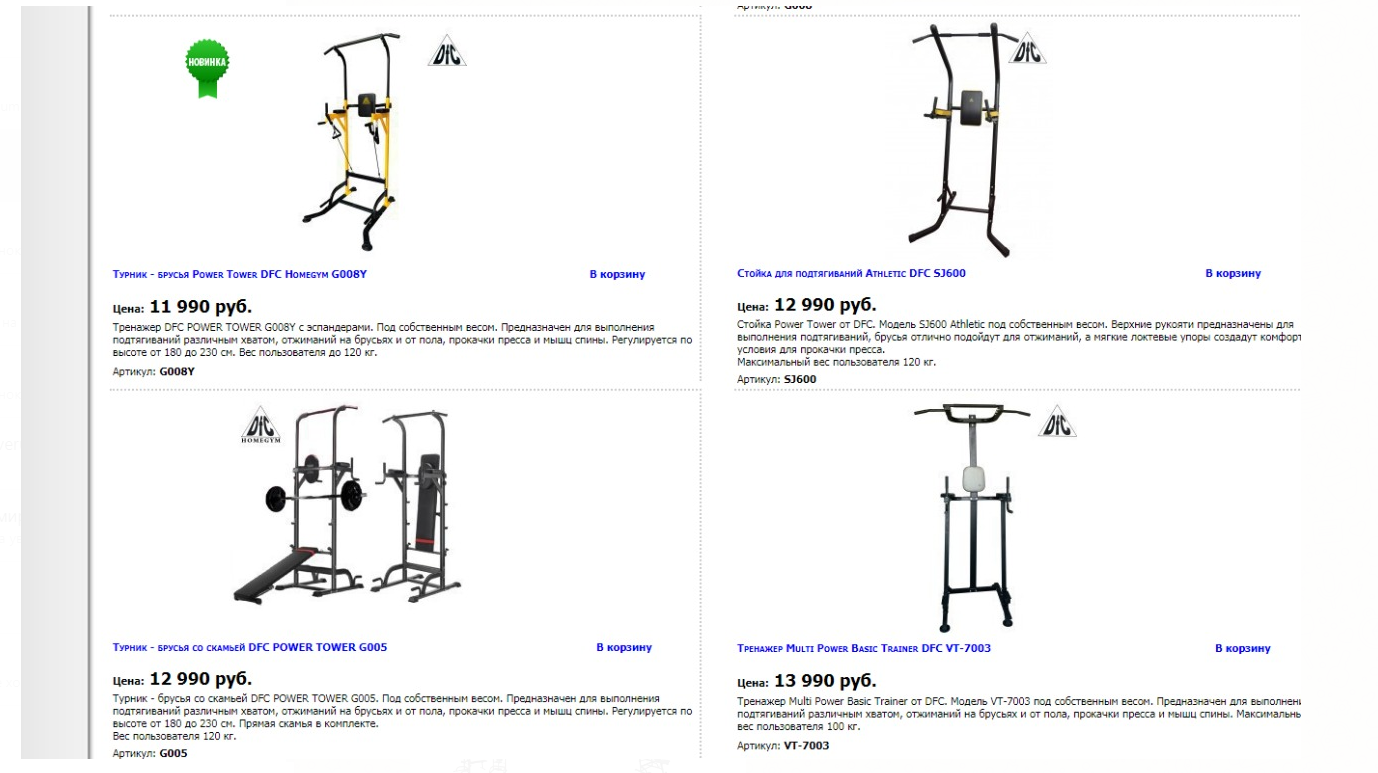 Артикул: G008
НОВИНКА
DFC
Турник - брусья Power Tower DFC Homegym G008Y
В корзину
Цена: 11 990 руб.
Тренажер DFC POWER TOWER G008Y с эспандерами. Под собственным весом. Предназначен для выполнения
подтягиваний различным хватом, отжиманий на брусьях и от пола, прокачки пресса и мышц спины. Регулируется по
высоте от 180 до 230 см. Вес пользователя до 120 кг.
Артикул: G008Y
DFC
Стойка для подтягиваний Athletic DFC SJ600
В корзину
Цена: 12 990 руб.
Стойка Power Tower от DFC. Модель SJ600 Athletic под собственным весом. Верхние рукояти предназначены для
выполнения подтягиваний, брусья отлично подойдут для отжиманий, а мягкие локтевые упоры создадут комфорт
условия для прокачки пресса.
Максимальный вес пользователя 120 кг.
Артикул: SJ600
DFC
HOMEGYM
Турник - брусья со скамьей DFC POWER TOWER G005
В корзину
Цена: 12 990 руб.
Турник - брусья со скамьей DFC POWER TOWER G005. Под собственным весом. Предназначен для выполнения
подтягиваний различным хватом, отжиманий на брусьях и от пола, прокачки пресса и мышц спины. Регулируется по
высоте от 180 до 230 см. Прямая скамья в комплекте.
Вес пользователя 120 кг.
Артикул: G005
DFC
Тренажер Multi Power Basic Trainer DFC VT-7003
В корзину
Цена: 13 990 руб.
Тренажер Multi Power Basic Trainer от DFC. Модель VT-7003 под собственным весом. Предназначен для выполнени
подтягиваний различным хватом, отжиманий на брусьях и от пола, прокачки пресса и мышц спины. Максимальнь
вес пользователя 100 кг.
Артикул: VT-7003